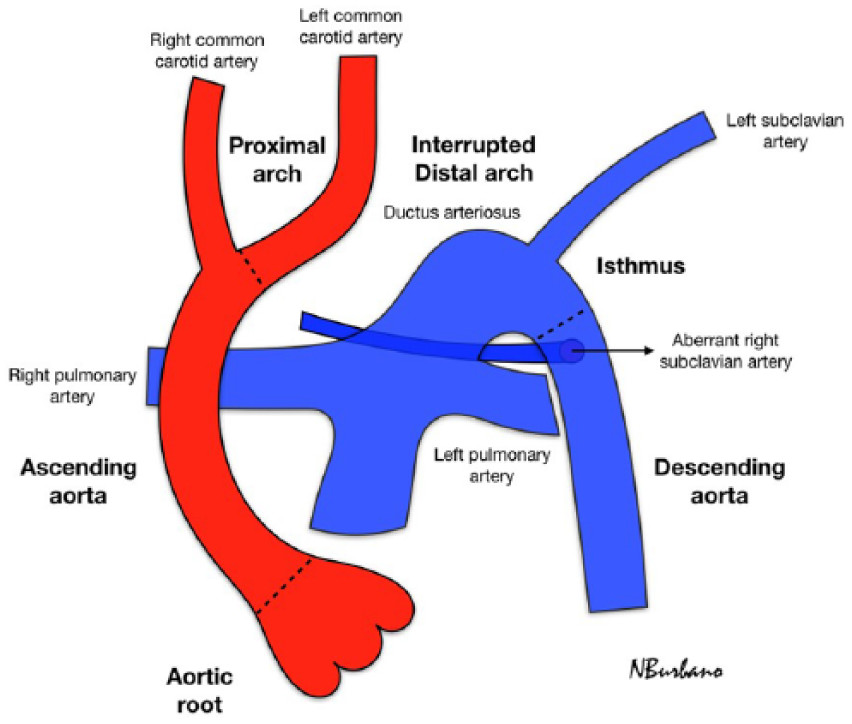 Left common
carotid artery
Right common
carotid artery
Proximal
arch
Interrupted
Distal arch
Left subclavian
artery
Ductus arteriosus
Isthmus
Aberrant right
subclavian artery
Right pulmonary
artery
Left pulmonary
artery
Ascending
aorta
Descending
aorta
Aortic
root
NBurbano